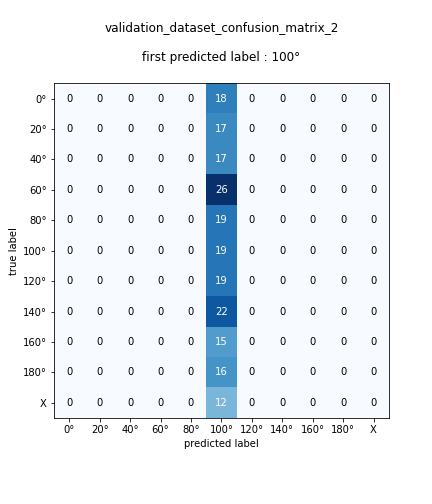 validation_dataset_confusion_matrix_2
first predicted label : 100°
0° 0 0 0 0 0 18 0 0 0 0 0
20° 0 0 0 0 0 17 0 0 0 0 0
40° 0 0 0 0 0 17 0 0 0 0 0
60° 0 0 0 0 0 26 0 0 0 0 0
80° 0 0 0 0 0 19 0 0 0 0 0
100° 0 0 0 0 0 19 0 0 0 0 0
120° 0 0 0 0 0 19 0 0 0 0 0
140° 0 0 0 0 0 22 0 0 0 0 0
160° 0 0 0 0 0 15 0 0 0 0 0
180° 0 0 0 0 0 16 0 0 0 0 0
X 0 0 0 0 0 12 0 0 0 0 0
true label
0° 20° 40° 60° 80° 100° 120° 140° 160° 180° X
predicted label